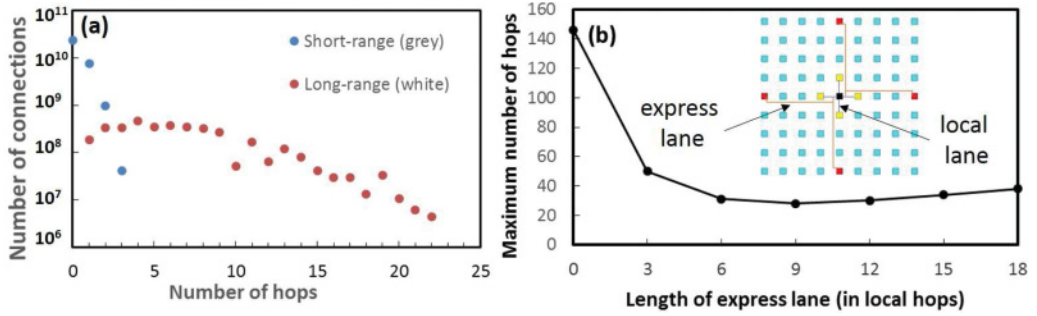 (a)
Short-range (grey)
Long-range (white)
Number of connections
10¹¹
10¹⁰
10⁹
10⁸
10⁷
10⁶
0 5 10 15 20 25
Number of hops
(b)
express
lane
local
lane
Maximum number of hops
160
140
120
100
80
60
40
20
0
0 3 6 9 12 15 18
Length of express lane (in local hops)